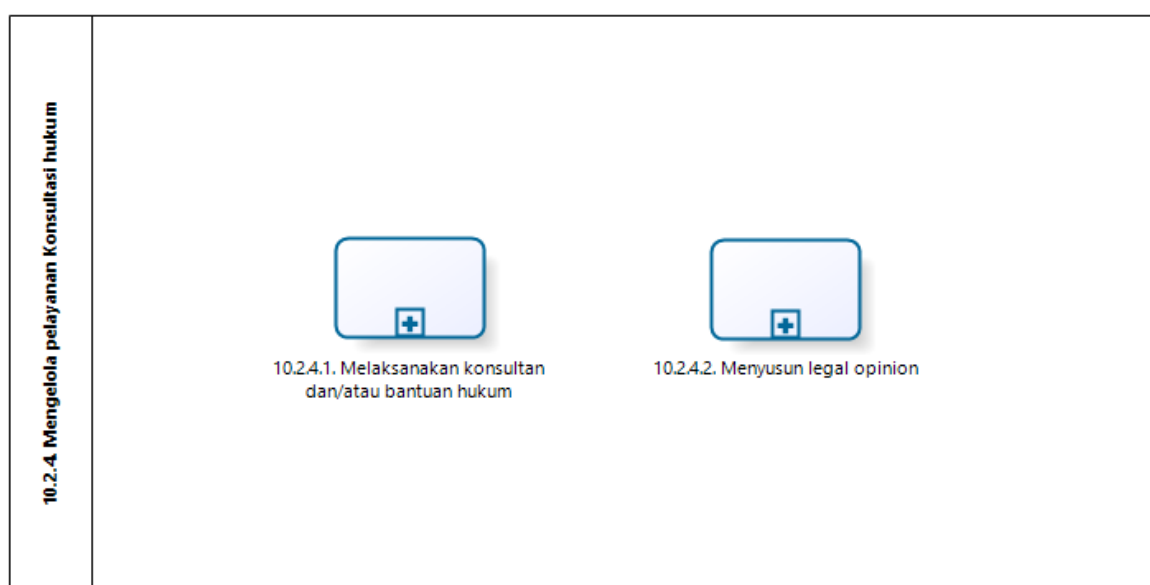 10.2.4. Mengelola pelayanan Konsultasi hukum
10.2.4.1. Melaksanakan konsultan
dan/atau bantuan hukum
10.2.4.2. Menyusun legal opinion